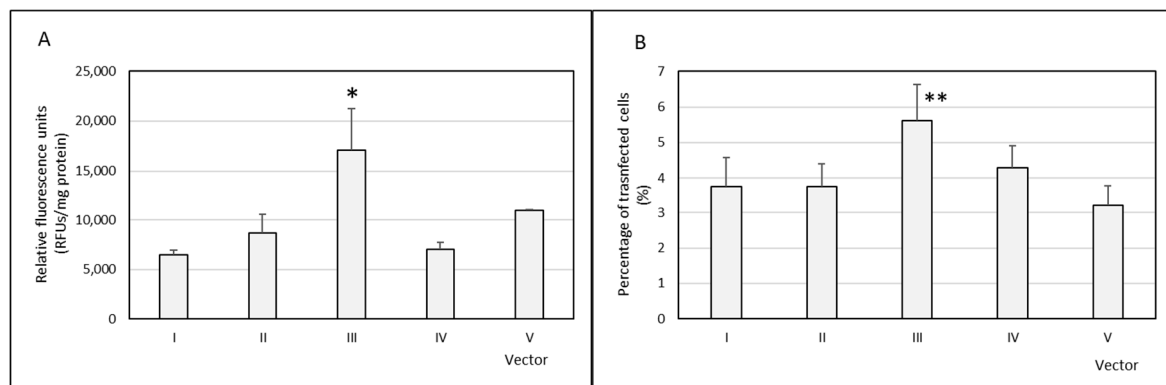 A
Relative fluorescence units
(RFUs/mg protein)
25,000
20,000
15,000
10,000
5,000
0
*
I II III IV V
Vector
B
Percentage of trasnfected cells
(%)
7
6
5
4
3
2
1
0
**
I II III IV V
Vector